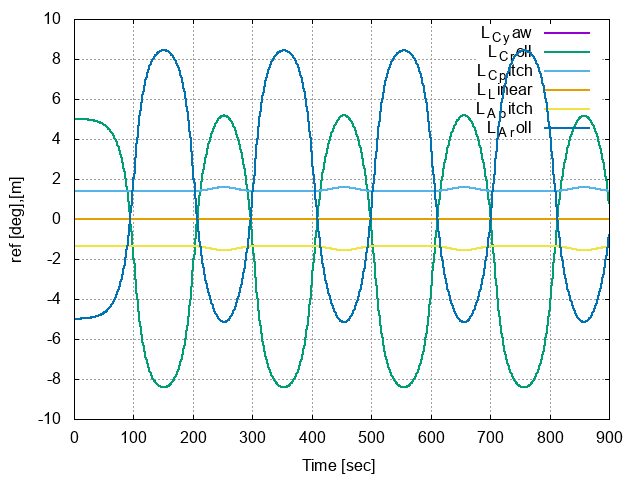 10
8
6
4
2
0
-2
-4
-6
-8
-10
ref [deg],[m]
L_Cyaw
L_Croll
L_Cpitch
L_Linear
L_Apitch
L_Aroll
0 100 200 300 400 500 600 700 800 900
Time [sec]